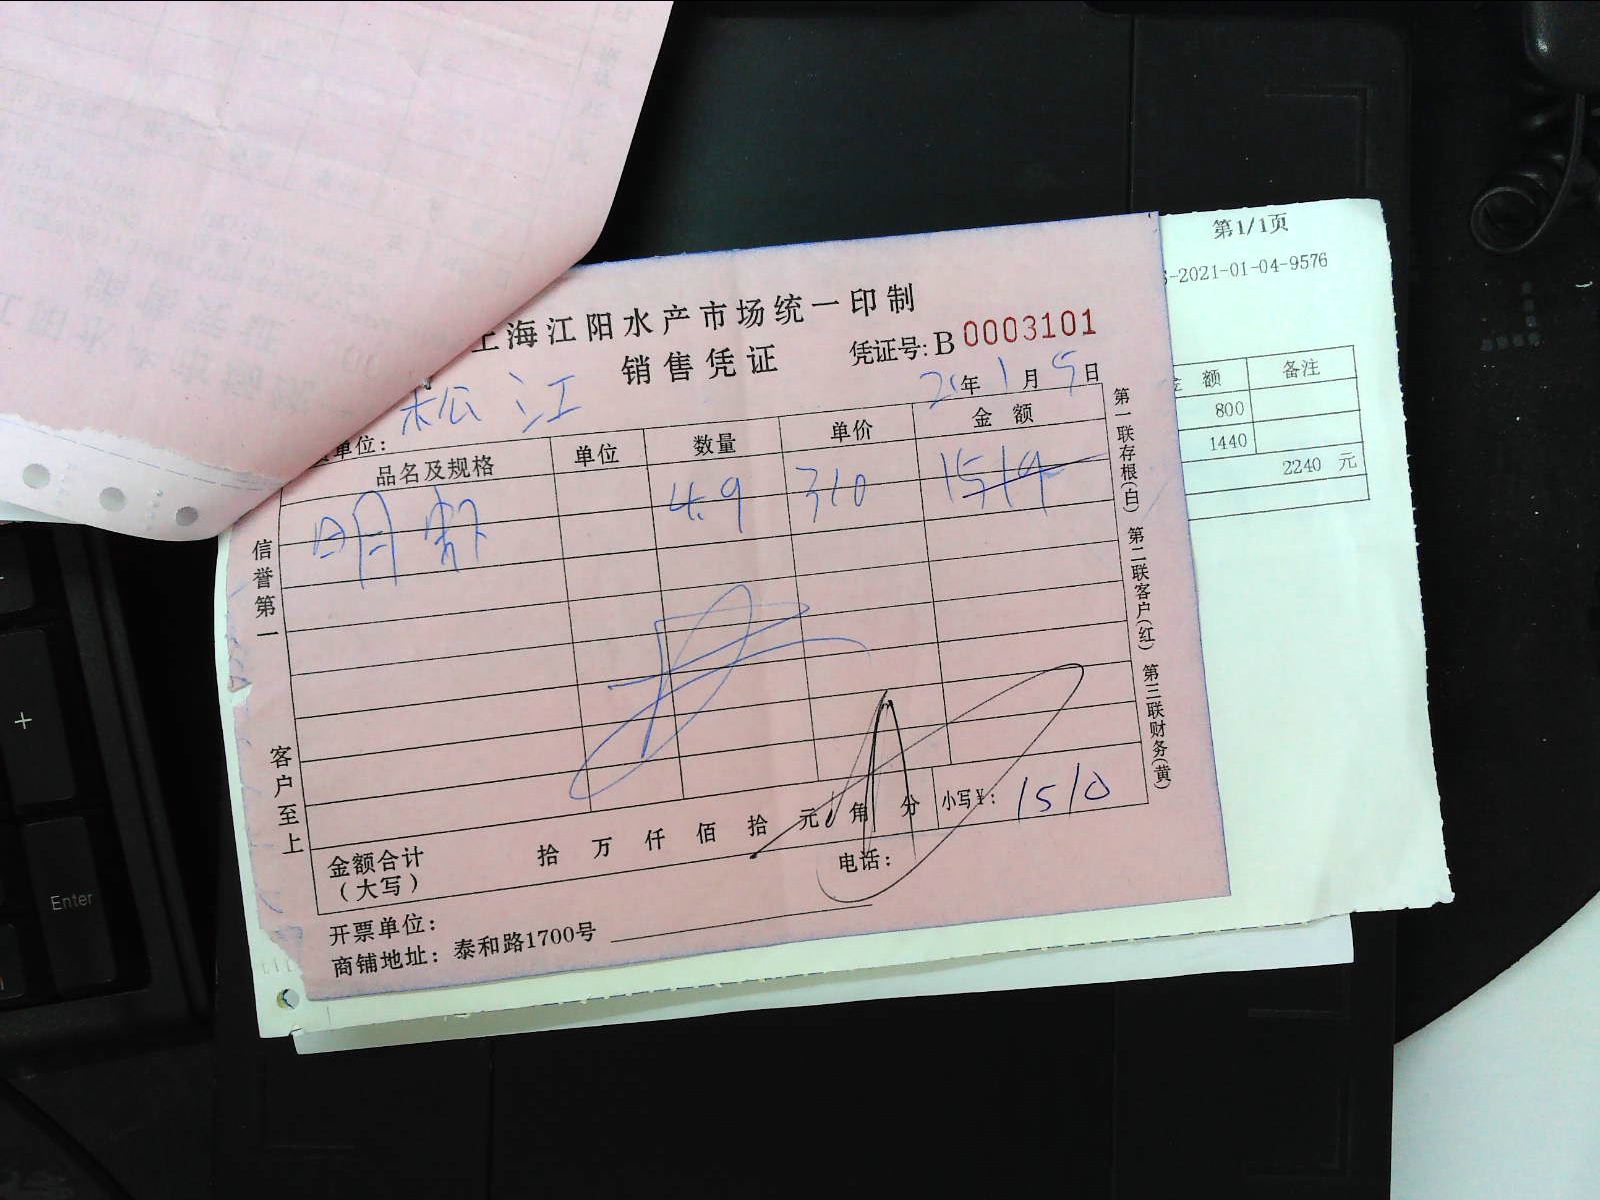 上海江阳水产市场统一印制
销售凭证
凭证号: B 0003101
单位: 松江
21年1月5日
品名及规格 单位 数量 单价 金额
明虾 4.9 310 1519
金额合计(大写) 拾 万 仟 佰 拾 元 角 分 小写¥: 1510
开票单位:
电话:
商铺地址: 泰和路1700号
信誉第一
客户至上
第一联存根(白) 第二联客户(红) 第三联财务(黄)
第1/1页
-2021-01-04-9576
额 备注
800
1440
2240 元
+
Enter